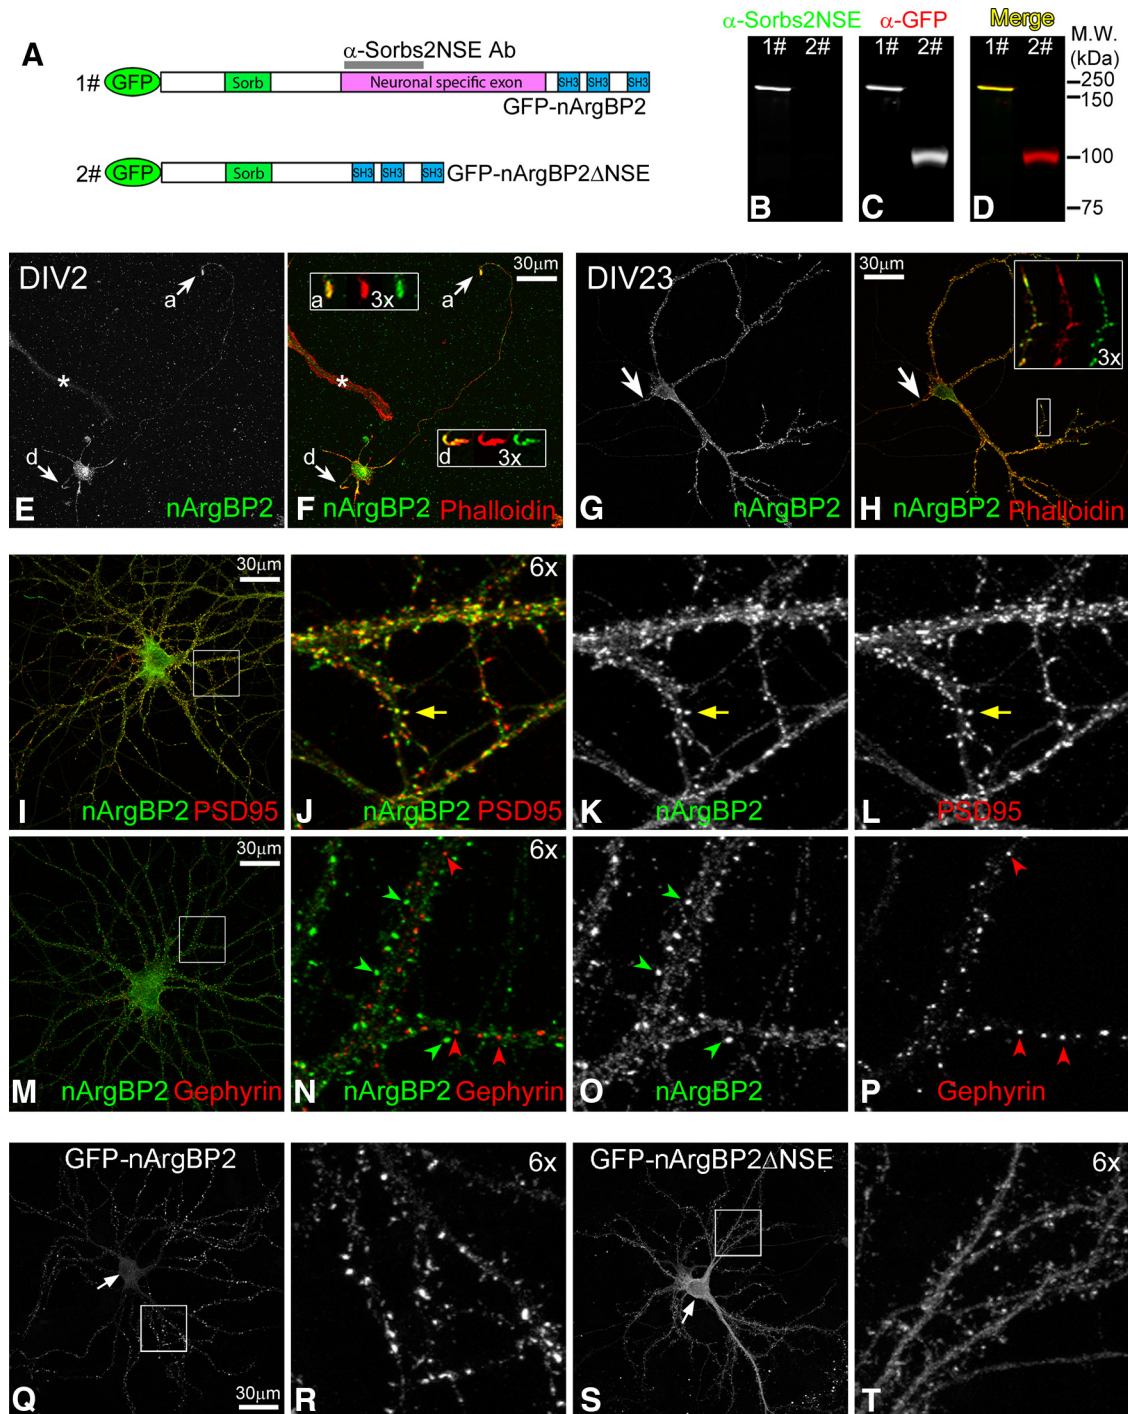 A
α-Sorbs2NSE Ab
1# GFP Sorb Neuronal specific exon SH3 SH3 SH3
GFP-nArgBP2
2# GFP Sorb SH3 SH3 SH3 GFP-nArgBP2ΔNSE
α-Sorbs2NSE α-GFP Merge
1# 2# 1# 2# 1# 2#
M.W.
(kDa)
250
150
100
75
B C D
DIV2
a
*
d
E nArgBP2
30µm
a
a 3x
*
d 3x
d
F nArgBP2 Phalloidin
DIV23
G nArgBP2
30µm
3x
H nArgBP2 Phalloidin
30µm
I nArgBP2 PSD95
6x
J nArgBP2 PSD95
K nArgBP2
L PSD95
30µm
M nArgBP2 Gephyrin
6x
N nArgBP2 Gephyrin
O nArgBP2
P Gephyrin
GFP-nArgBP2
Q 30µm
6x
R
GFP-nArgBP2ΔNSE
S
6x
T